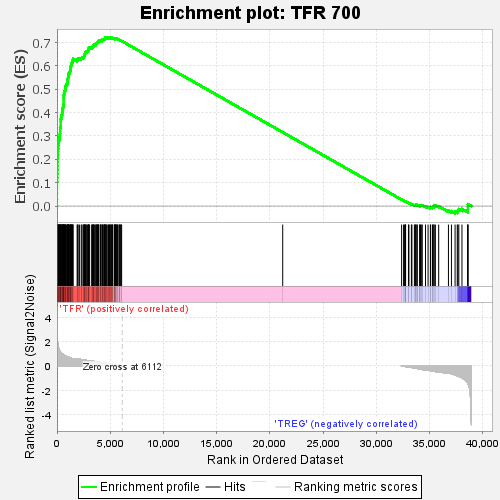 Enrichment plot: TFR 700
Enrichment score (ES)
0.7
0.6
0.5
0.4
0.3
0.2
0.1
0.0
'TFR' (positively correlated)
Ranked list metric (Signal2Noise)
4
2
0
-2
-4
Zero cross at 6112
'TREG' (negatively correlated)
0 5,000 10,000 15,000 20,000 25,000 30,000 35,000 40,000
Rank in Ordered Dataset
Enrichment profile Hits Ranking metric scores